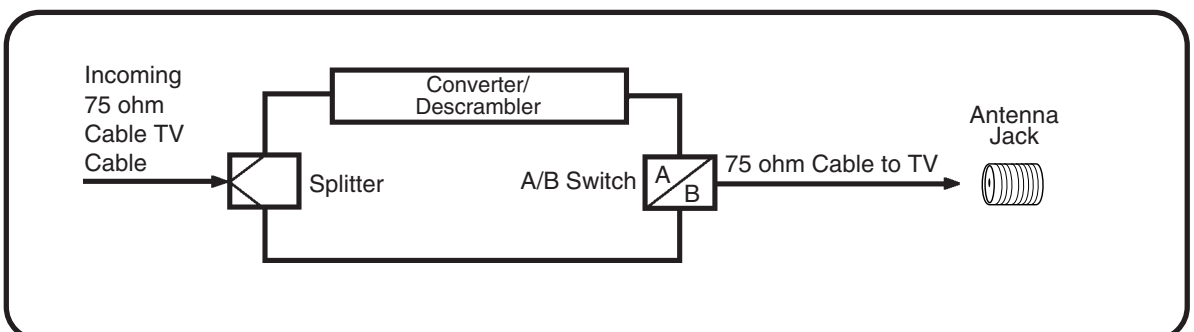 Incoming
75 ohm
Cable TV
Cable
Converter/
Descrambler
Splitter
A/B Switch
A
B
75 ohm Cable to TV
Antenna
Jack